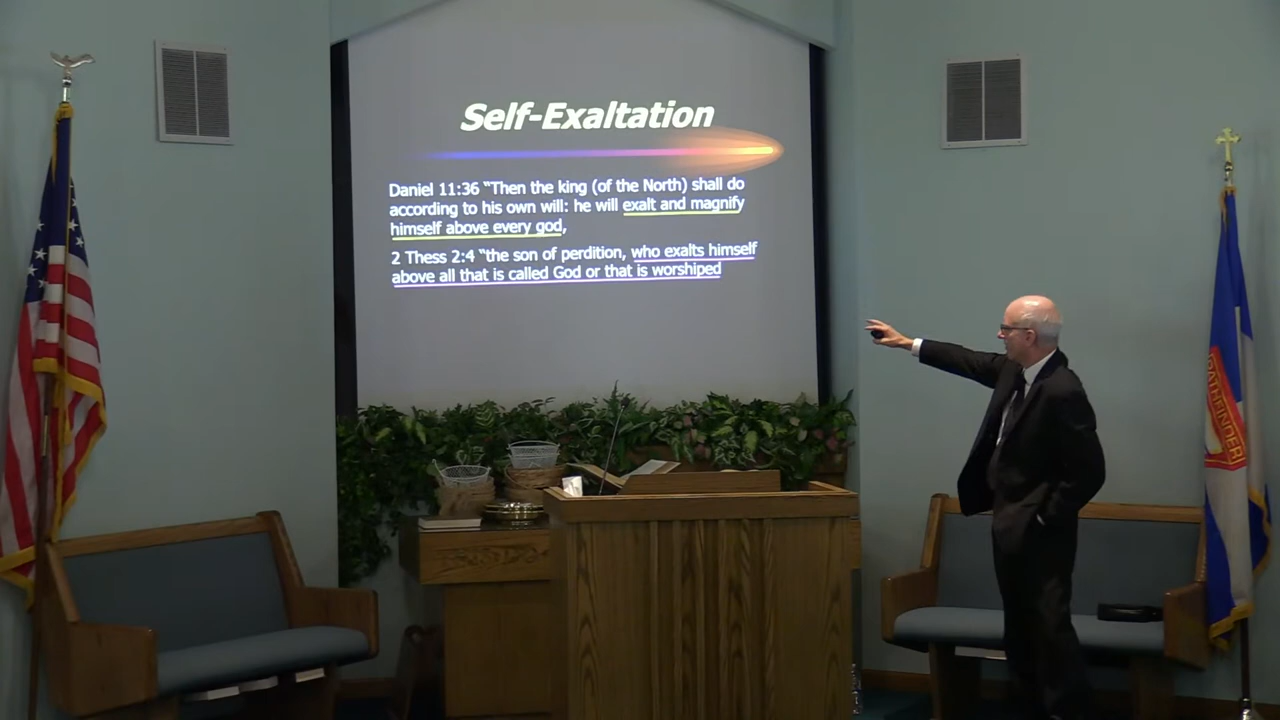 Self-Exaltation
Daniel 11:36 “Then the king (of the North) shall do
according to his own will: he will exalt and magnify
himself above every god,
2 Thess 2:4 “the son of perdition, who exalts himself
above all that is called God or that is worshiped
PATHFINDER